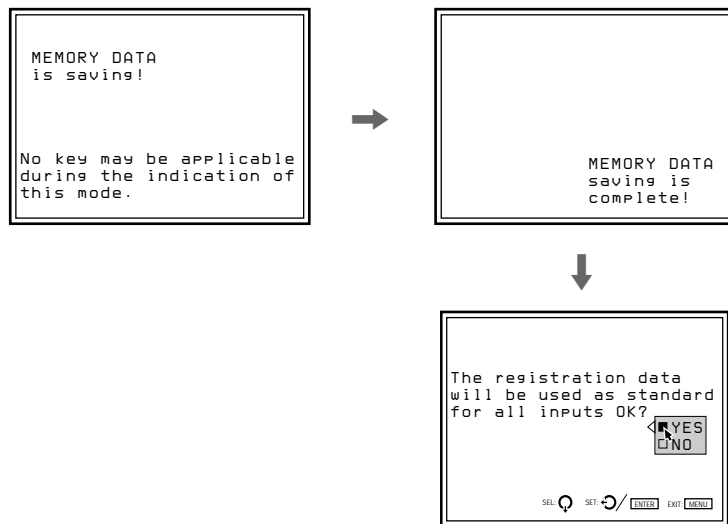 MEMORY DATA
is saving!
No key may be applicable
during the indication of
this mode.
MEMORY DATA
saving is
complete!
The registration data
will be used as standard
for all inputs OK?
YES
NO
SEL: SET: / ENTER EXIT: MENU